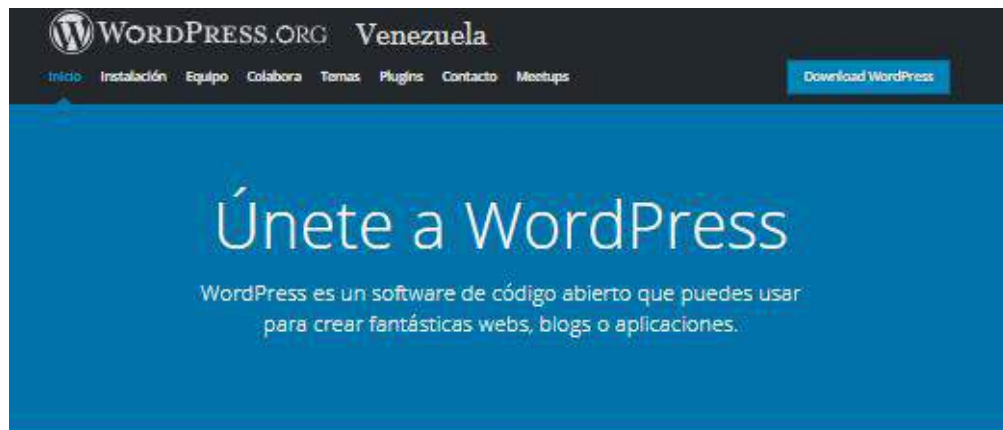 WORDPRESS.ORG Venezuela
Inicio Instalación Equipo Colabora Temas Plugins Contacto Meetups Download WordPress
Únete a WordPress
WordPress es un software de código abierto que puedes usar
para crear fantásticas webs, blogs o aplicaciones.